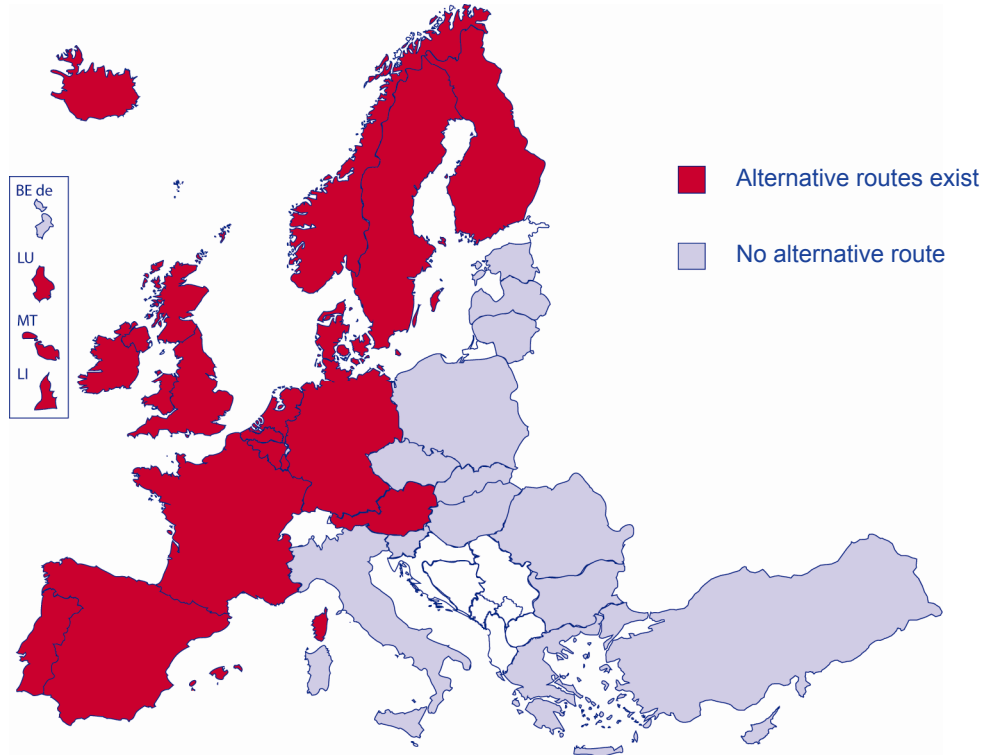 BE de
LU
MT
LI
Alternative routes exist
No alternative route